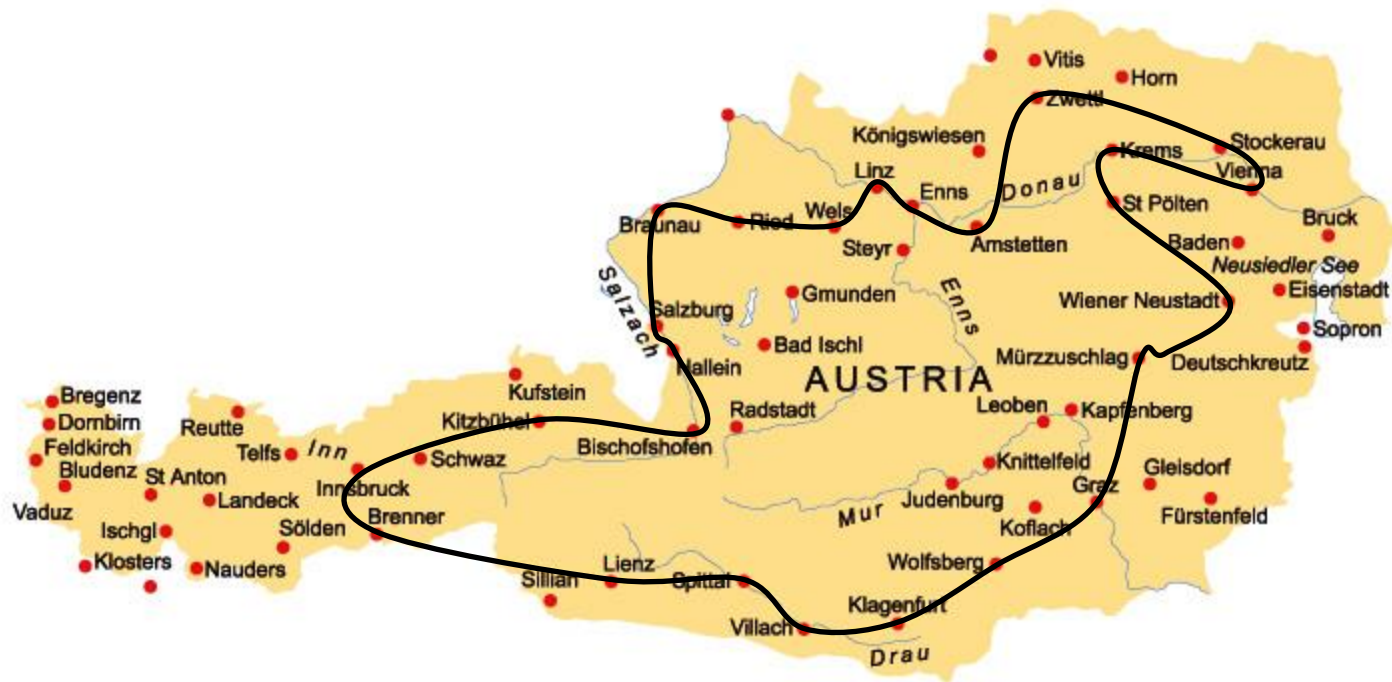 Vitis
Horn
Zwettl
Königswiesen
Krems
Stockerau
Linz
Enns
Donau
Vienna
Braunau
Ried
Wels
St Pölten
Bruck
Steyr
Amstetten
Baden
Neusiedler See
Salzach
Gmunden
Enns
Wiener Neustadt
Eisenstadt
Salzburg
Sopron
Hallein
Bad Ischl
Mürzzuschlag
Deutschkreutz
AUSTRIA
Kufstein
Bregenz
Dornbirn
Reutte
Kitzbühel
Radstadt
Leoben
Kapfenberg
Feldkirch
Telfs
Inn
Bischofshofen
Bludenz
St Anton
Schwaz
Knittelfeld
Gleisdorf
Innsbruck
Judenburg
Graz
Vaduz
Landeck
Brenner
Mur
Koflach
Fürstenfeld
Ischgl
Sölden
Klosters
Nauders
Lienz
Wolfsberg
Sillian
Spittal
Klagenfurt
Villach
Drau